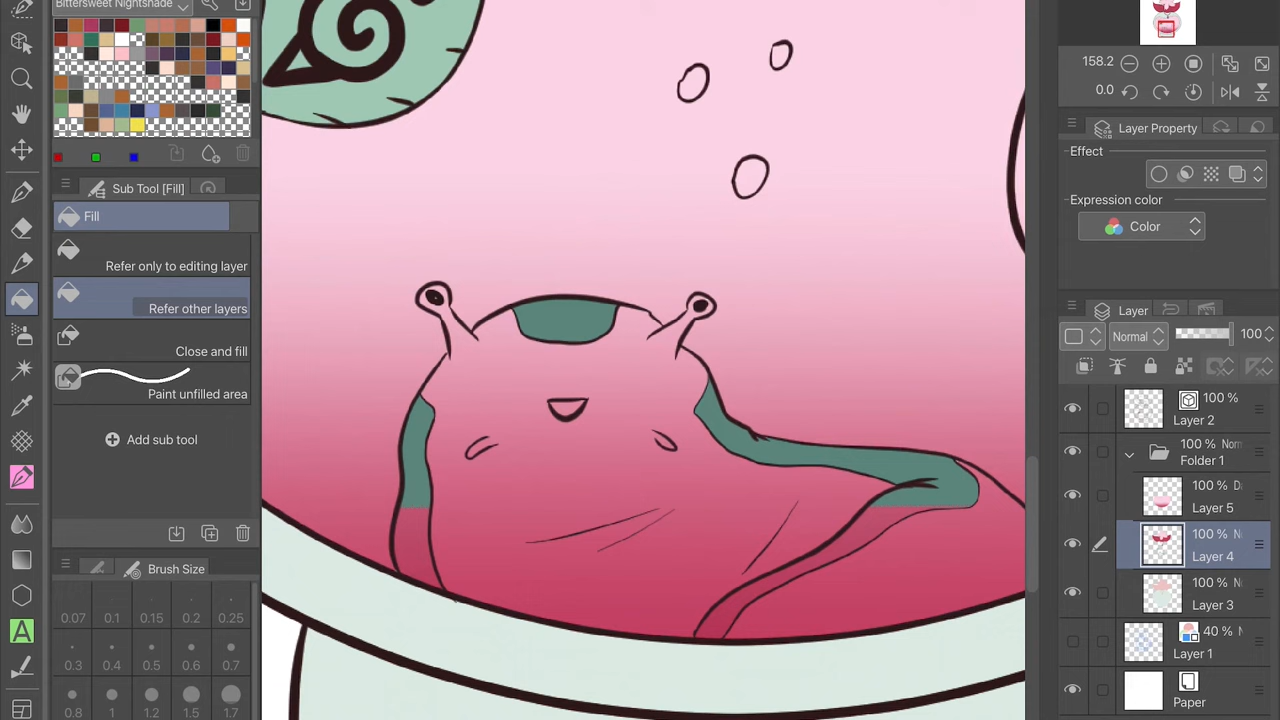 Bittersweet Nightshade
Sub Tool [Fill]
Fill
Refer only to editing layer
Refer other layers
Close and fill
Paint unfilled area
Add sub tool
Brush Size
0.07 0.1 0.15 0.2 0.25
0.3 0.4 0.5 0.6 0.7
0.8 1 1.2 1.5 1.7
158.2
0.0
Layer Property
Effect
Expression color
Color
Layer
Normal 100
100 %
Layer 2
100 %
Folder 1
100 %
Layer 5
100 %
Layer 4
100 %
Layer 3
40 %
Layer 1
Paper
A